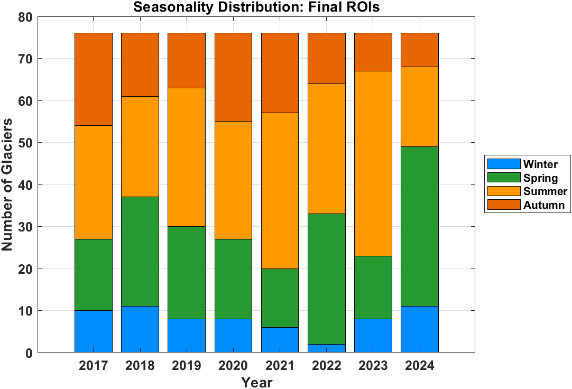 Seasonality Distribution: Final ROIs
80
70
60
50
40
30
20
10
0
Number of Glaciers
2017 2018 2019 2020 2021 2022 2023 2024
Year
Winter
Spring
Summer
Autumn